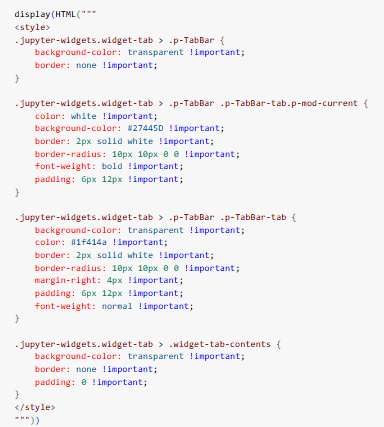 display(HTML("""
<style>
.jupyter-widgets.widget-tab > .p-TabBar {
    background-color: transparent !important;
    border: none !important;
}

.jupyter-widgets.widget-tab > .p-TabBar .p-TabBar-tab.p-mod-current {
    color: white !important;
    background-color: #27445D !important;
    border: 2px solid white !important;
    border-radius: 10px 10px 0 0 !important;
    font-weight: bold !important;
    padding: 6px 12px !important;
}

.jupyter-widgets.widget-tab > .p-TabBar .p-TabBar-tab {
    background-color: transparent !important;
    color: #1f414a !important;
    border: 2px solid white !important;
    border-radius: 10px 10px 0 0 !important;
    margin-right: 4px !important;
    padding: 6px 12px !important;
    font-weight: normal !important;
}

.jupyter-widgets.widget-tab > .widget-tab-contents {
    background-color: transparent !important;
    border: none !important;
    padding: 0 !important;
}
</style>
"""))